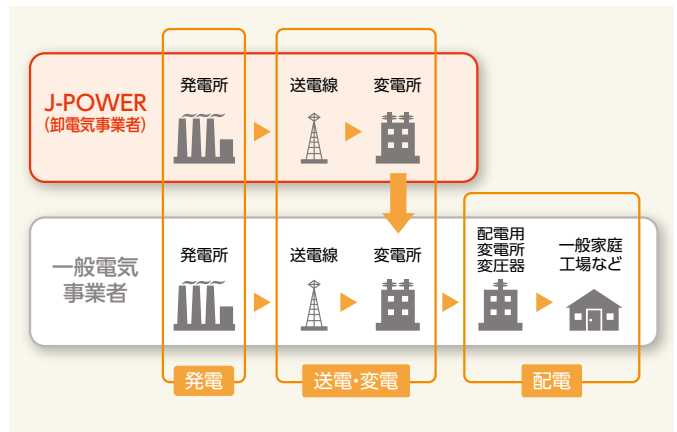 発電所
送電線
変電所
J-POWER
(卸電気事業者)
配電用
変電所
変圧器
一般家庭
工場など
発電所
送電線
変電所
一般電気
事業者
発電
送電・変電
配電